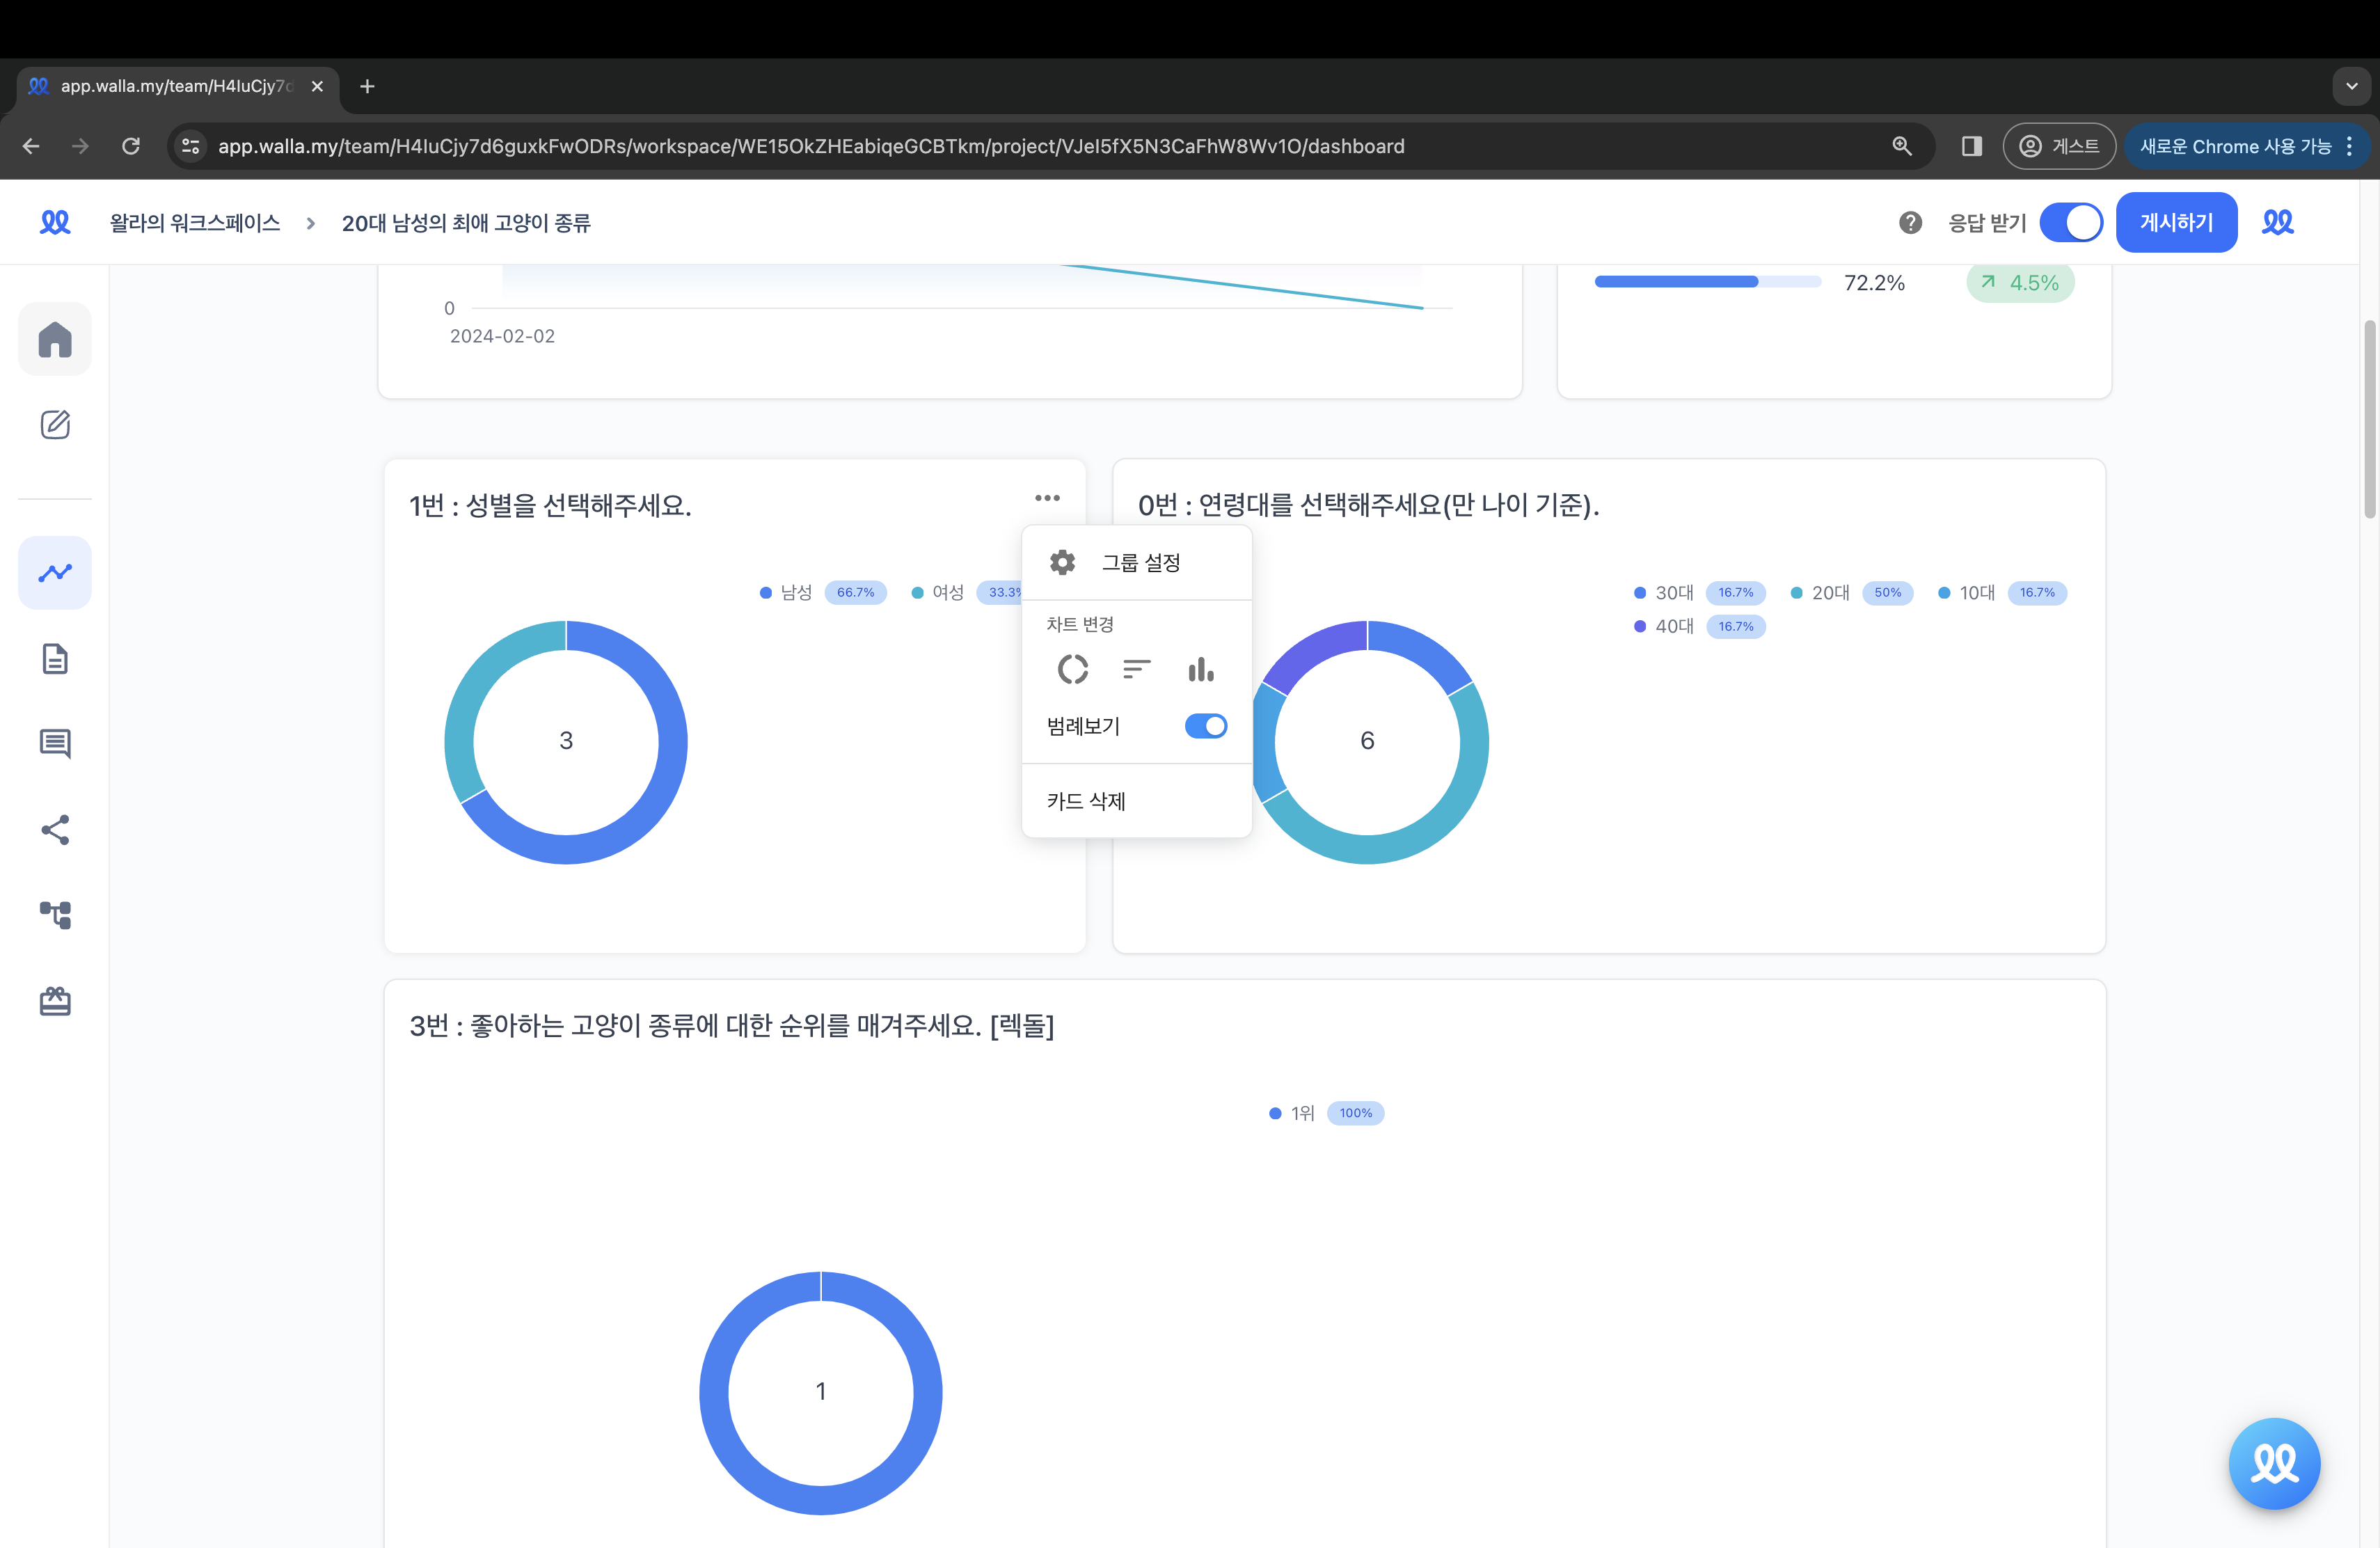 app.walla.my/team/H4IuCjy7d
app.walla.my/team/H4IuCjy7d6guxkFwODRs/workspace/WE15OkZHEabiqeGCBTkm/project/VJeI5fX5N3CaFhW8Wv1O/dashboard
게스트
새로운 Chrome 사용 가능
왈라의 워크스페이스
20대 남성의 최애 고양이 종류
응답 받기
게시하기
0
2024-02-02
72.2%
4.5%
1번 : 성별을 선택해주세요.
남성 66.7% 여성 33.3%
3
그룹 설정
차트 변경
범례보기
카드 삭제
0번 : 연령대를 선택해주세요(만 나이 기준).
30대 16.7% 20대 50% 10대 16.7%
40대 16.7%
6
3번 : 좋아하는 고양이 종류에 대한 순위를 매겨주세요. [렉돌]
1위 100%
1